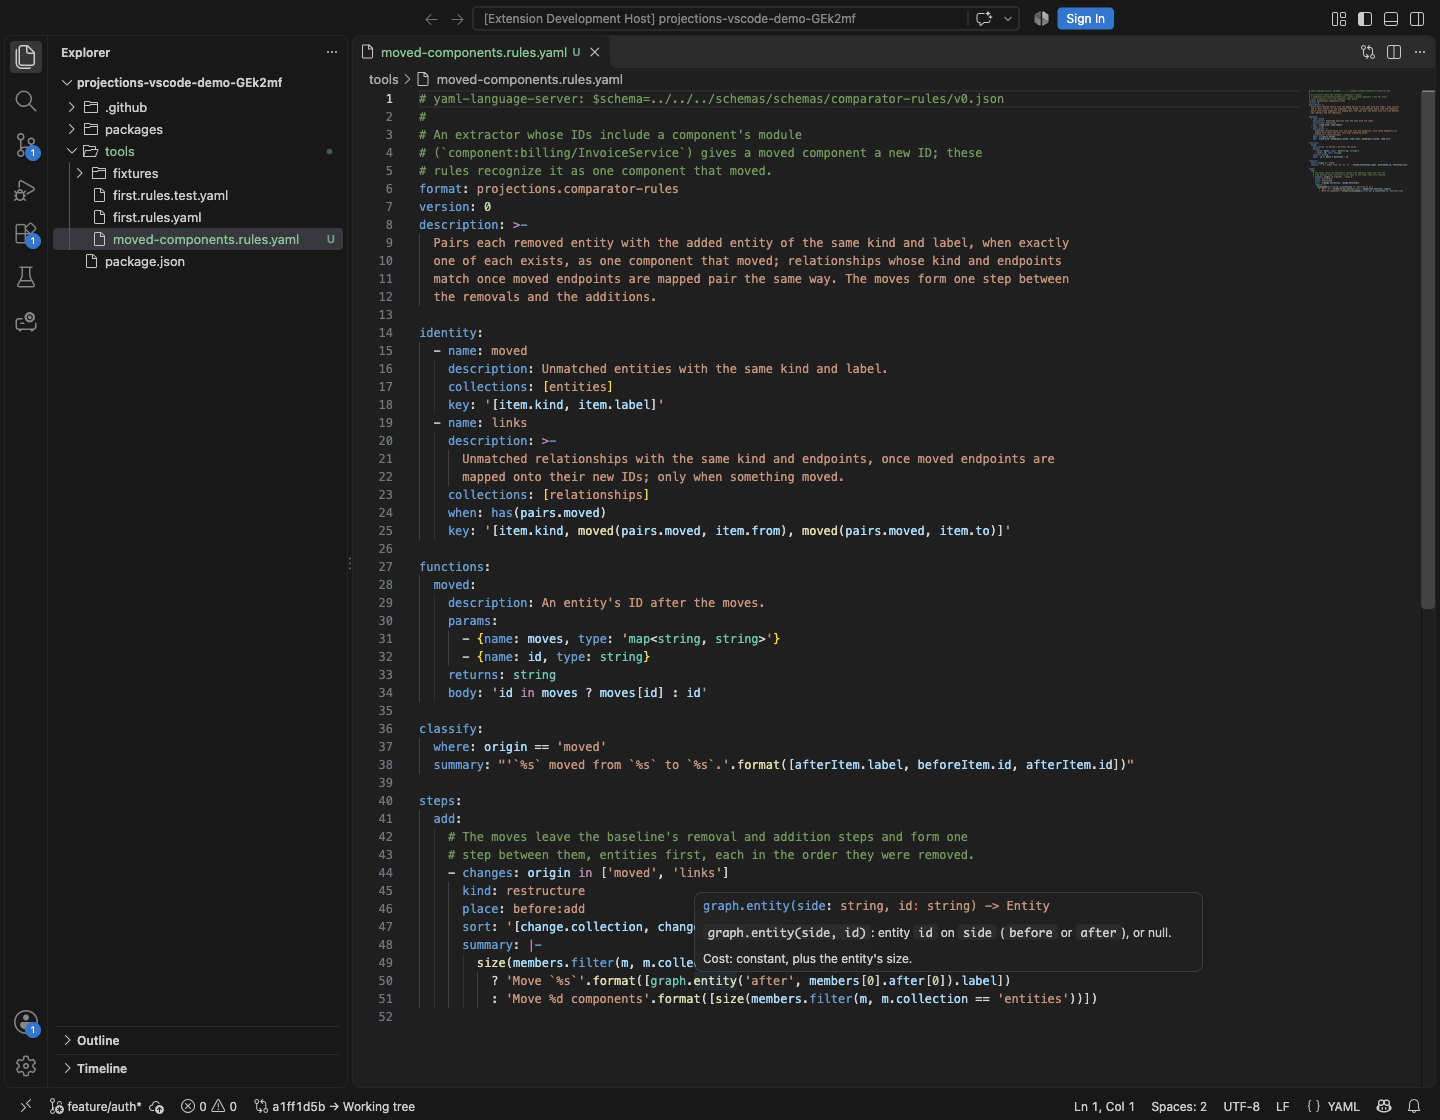 [Extension Development Host] projections-vscode-demo-GEk2mf
Sign In
Explorer
projections-vscode-demo-GEk2mf
.github
packages
tools
fixtures
first.rules.test.yaml
first.rules.yaml
moved-components.rules.yaml U
package.json
Outline
Timeline
1
1
1
moved-components.rules.yaml U
tools > moved-components.rules.yaml
1 # yaml-language-server: $schema=../../../schemas/schemas/comparator-rules/v0.json
2 #
3 # An extractor whose IDs include a component's module
4 # (`component:billing/InvoiceService`) gives a moved component a new ID; these
5 # rules recognize it as one component that moved.
6 format: projections.comparator-rules
7 version: 0
8 description: >-
9 Pairs each removed entity with the added entity of the same kind and label, when exactly
10 one of each exists, as one component that moved; relationships whose kind and endpoints
11 match once moved endpoints are mapped pair the same way. The moves form one step between
12 the removals and the additions.
13
14 identity:
15 - name: moved
16 description: Unmatched entities with the same kind and label.
17 collections: [entities]
18 key: '[item.kind, item.label]'
19 - name: links
20 description: >-
21 Unmatched relationships with the same kind and endpoints, once moved endpoints are
22 mapped onto their new IDs; only when something moved.
23 collections: [relationships]
24 when: has(pairs.moved)
25 key: '[item.kind, moved(pairs.moved, item.from), moved(pairs.moved, item.to)]'
26
27 functions:
28 moved:
29 description: An entity's ID after the moves.
30 params:
31 - {name: moves, type: 'map<string, string>'}
32 - {name: id, type: string}
33 returns: string
34 body: 'id in moves ? moves[id] : id'
35
36 classify:
37 where: origin == 'moved'
38 summary: "'`%s` moved from `%s` to `%s`.'.format([afterItem.label, beforeItem.id, afterItem.id])"
39
40 steps:
41 add:
42 # The moves leave the baseline's removal and addition steps and form one
43 # step between them, entities first, each in the order they were removed.
44 - changes: origin in ['moved', 'links']
45 kind: restructure
46 place: before:add
47 sort: '[change.collection, chang
48 summary: |-
49 size(members.filter(m, m.colle
50 ? 'Move `%s`'.format([graph.entity('after', members[0].after[0]).label])
51 : 'Move %d components'.format([size(members.filter(m, m.collection == 'entities'))])
52
graph.entity(side: string, id: string) -> Entity
graph.entity(side, id) : entity id on side ( before or after ), or null.
Cost: constant, plus the entity's size.
feature/auth*
0 0
a1ff1d5b → Working tree
Ln 1, Col 1
Spaces: 2
UTF-8
LF
{ } YAML